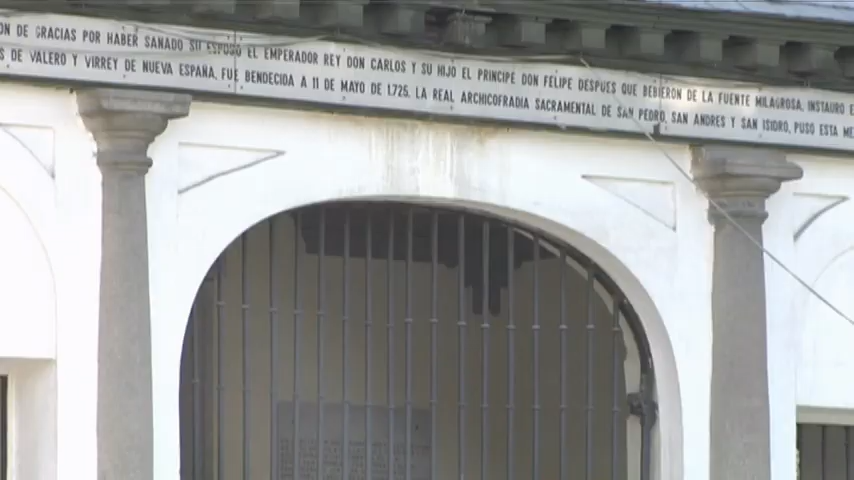 ON DE GRACIAS POR HABER SANADO SU ESPOSO EL EMPERADOR REY DON CARLOS Y SU HIJO EL PRINCIPE DON FELIPE DESPUES QUE BEBIERON DE LA FUENTE MILAGROSA, INSTAURO E
S DE VALERO Y VIRREY DE NUEVA ESPAÑA, FUE BENDECIDA A 11 DE MAYO DE 1.725. LA REAL ARCHICOFRADIA SACRAMENTAL DE SAN PEDRO, SAN ANDRES Y SAN ISIDRO, PUSO ESTA ME